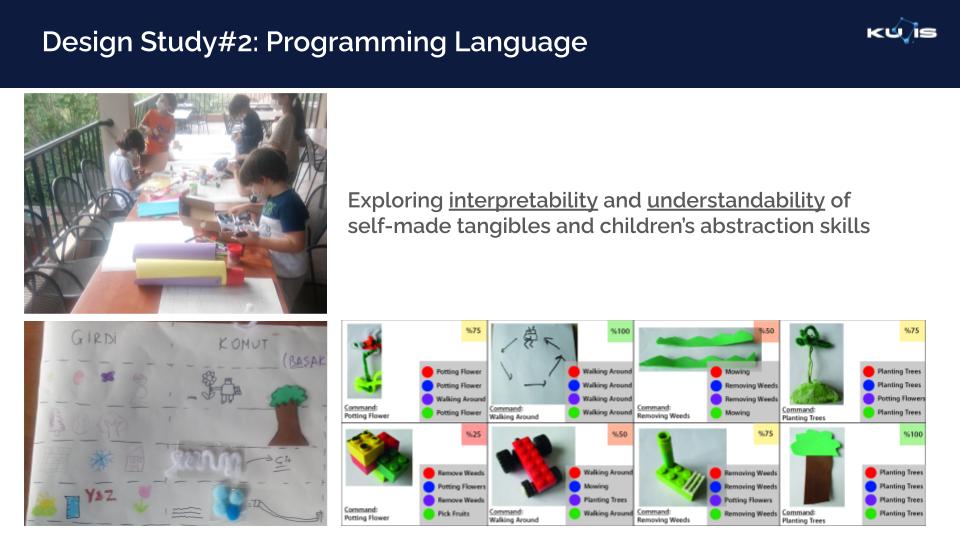 Design Study#2: Programming Language
KUIS
Exploring interpretability and understandability of
self-made tangibles and children's abstraction skills
GİRDİ
KOMUT
(BAŞAK
YAZ
%75
Potting Flower
Potting Flower
Walking Around
Potting Flower
Command:
Potting Flower
%100
Walking Around
Walking Around
Walking Around
Walking Around
Command:
Walking Around
%50
Mowing
Removing Weeds
Removing Weeds
Mowing
Command:
Removing Weeds
%75
Planting Trees
Planting Trees
Potting Flowers
Planting Trees
Command:
Planting Trees
%25
Remove Weeds
Potting Flowers
Remove Weeds
Pick Fruits
Command:
Potting Flower
%50
Walking Around
Mowing
Planting Trees
Walking Around
Command:
Walking Around
%75
Removing Weeds
Removing Weeds
Potting Flowers
Removing Weeds
Command:
Removing Weeds
%100
Planting Trees
Planting Trees
Planting Trees
Planting Trees
Command:
Planting Trees